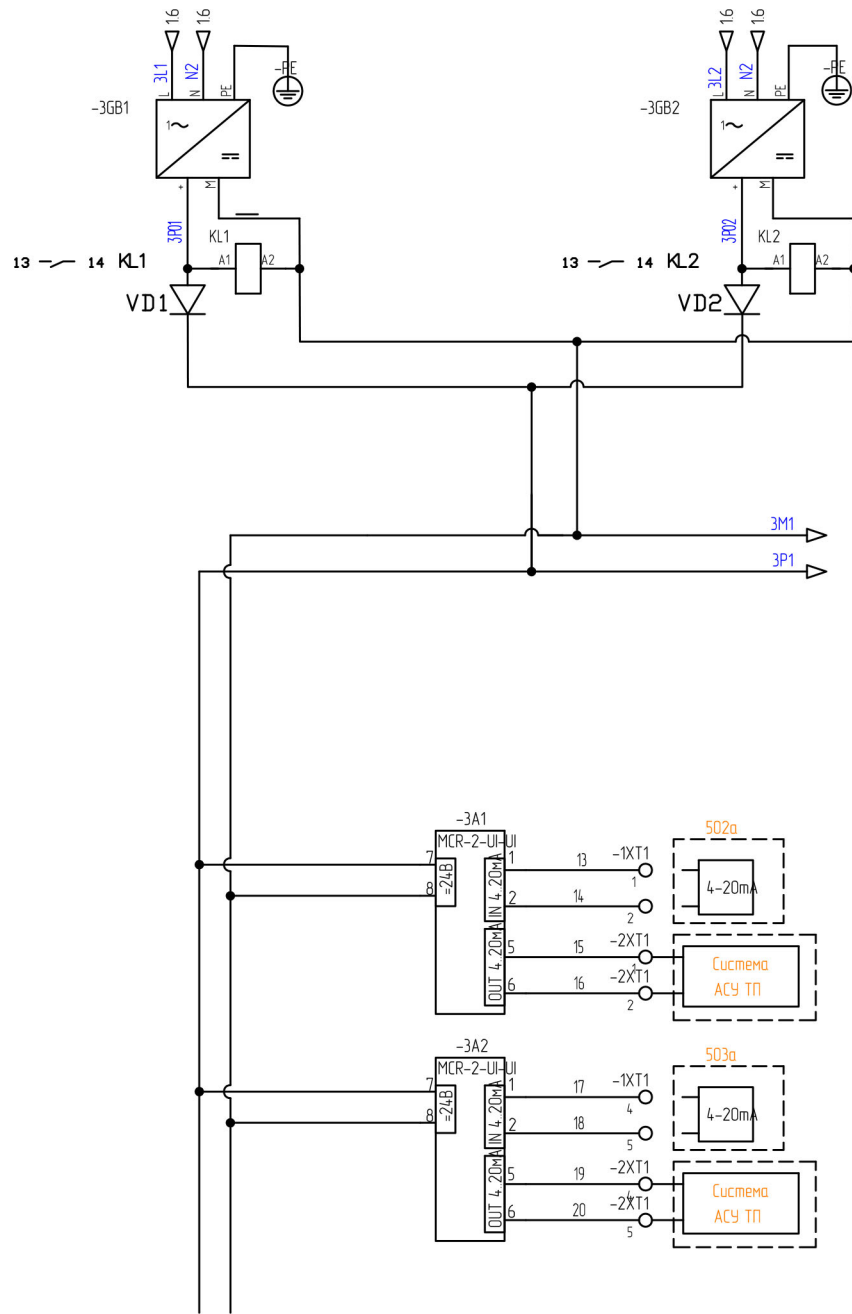 1.6
1.6
1.6
1.6
3L1
N2
-PE
3L2
N2
-PE
L
N
PE
L
N
PE
-3GB1
1~
-3GB2
1~
+
M
+
M
3P01
KL1
3P02
KL2
13
14 KL1
A1
A2
13
14 KL2
A1
A2
VD1
VD2
3M1
3P1
-3A1
MCR-2-UI-UI
502а
7
=24В
8
IN 4..20мА
1
13
-1XT1
1
4-20mA
2
14
2
OUT 4..20мА
5
15
-2XT1
1
Система
АСУ ТП
6
16
-2XT1
2
-3A2
MCR-2-UI-UI
503а
7
=24В
8
IN 4..20мА
1
17
-1XT1
4
4-20mA
2
18
5
OUT 4..20мА
5
19
-2XT1
4
Система
АСУ ТП
6
20
-2XT1
5